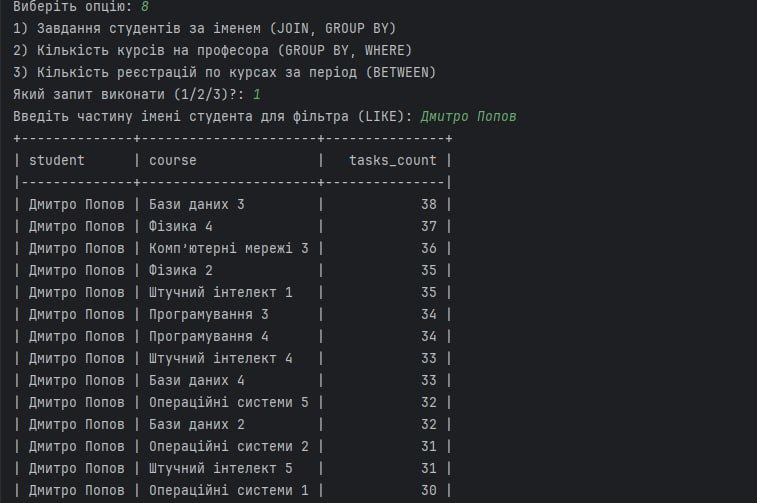 Виберіть опцію: 8
1) Завдання студентів за іменем (JOIN, GROUP BY)
2) Кількість курсів на професора (GROUP BY, WHERE)
3) Кількість реєстрацій по курсах за період (BETWEEN)
Який запит виконати (1/2/3)?: 1
Введіть частину імені студента для фільтра (LIKE): Дмитро Попов
+--------------+----------------------+---------------+
| student      | course               |   tasks_count |
|--------------+----------------------+---------------|
| Дмитро Попов | Бази даних 3         |            38 |
| Дмитро Попов | Фізика 4             |            37 |
| Дмитро Попов | Комп’ютерні мережі 3 |            36 |
| Дмитро Попов | Фізика 2             |            35 |
| Дмитро Попов | Штучний інтелект 1   |            35 |
| Дмитро Попов | Програмування 3      |            34 |
| Дмитро Попов | Програмування 4      |            34 |
| Дмитро Попов | Штучний інтелект 4   |            33 |
| Дмитро Попов | Бази даних 4         |            33 |
| Дмитро Попов | Операційні системи 5 |            32 |
| Дмитро Попов | Бази даних 2         |            32 |
| Дмитро Попов | Операційні системи 2 |            31 |
| Дмитро Попов | Штучний інтелект 5   |            31 |
| Дмитро Попов | Операційні системи 1 |            30 |